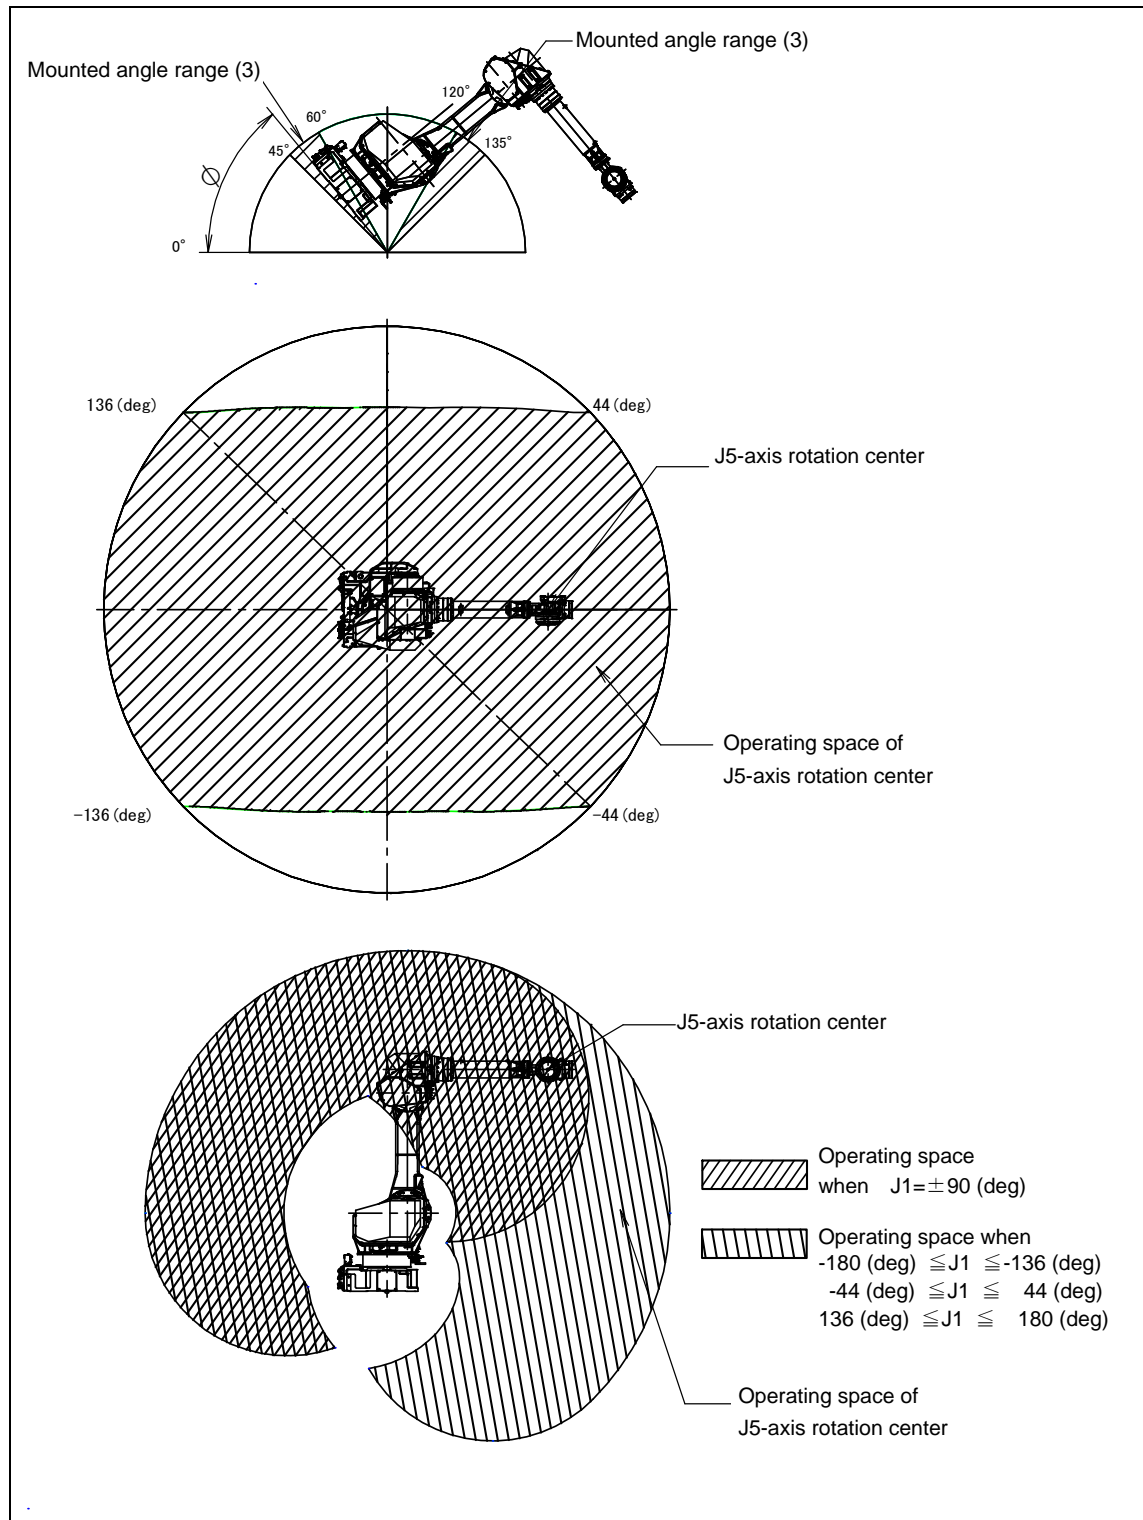 Mounted angle range (3)
Mounted angle range (3)
120°
60°
45°
135°
Ø
0°
136 (deg)
44 (deg)
J5-axis rotation center
Operating space of
J5-axis rotation center
-136 (deg)
-44 (deg)
J5-axis rotation center
Operating space
when J1=±90 (deg)
Operating space when
-180 (deg) ≦J1 ≦-136 (deg)
-44 (deg) ≦J1 ≦ 44 (deg)
136 (deg) ≦J1 ≦ 180 (deg)
Operating space of
J5-axis rotation center